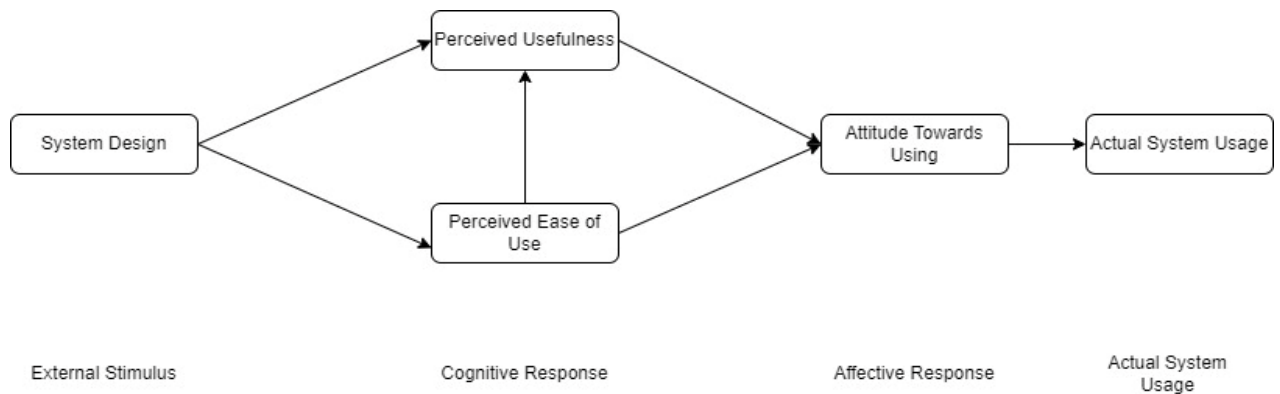 Perceived Usefulness
System Design
Attitude Towards
Using
Actual System Usage
Perceived Ease of
Use
External Stimulus
Cognitive Response
Affective Response
Actual System
Usage